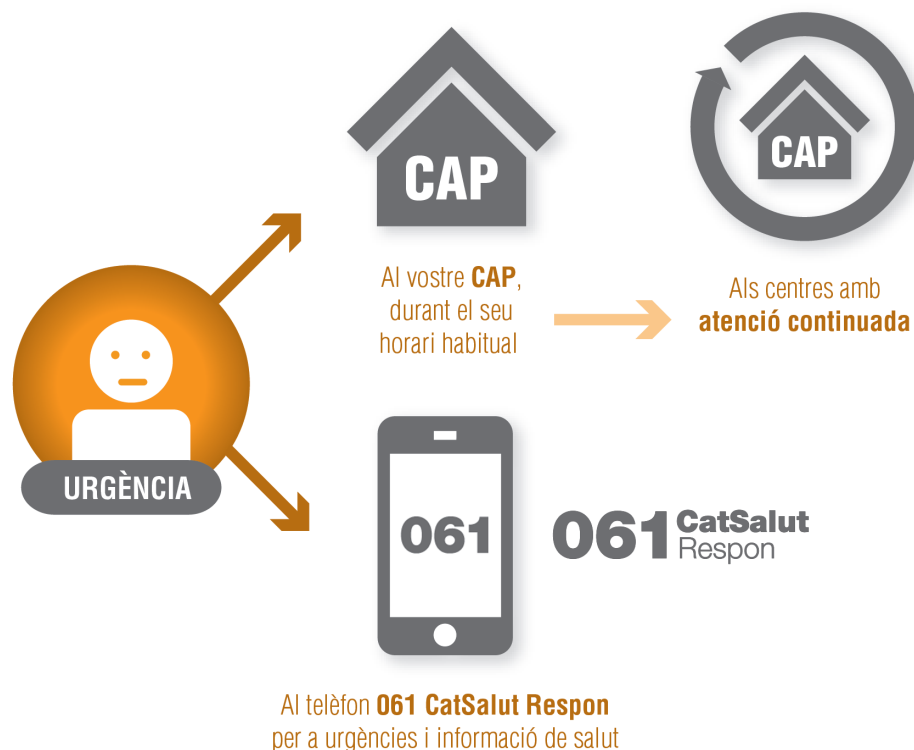 CAP
Al vostre CAP,
durant el seu
horari habitual
CAP
Als centres amb
atenció continuada
URGÈNCIA
061
061 CatSalut
Respon
Al telèfon 061 CatSalut Respon
per a urgències i informació de salut